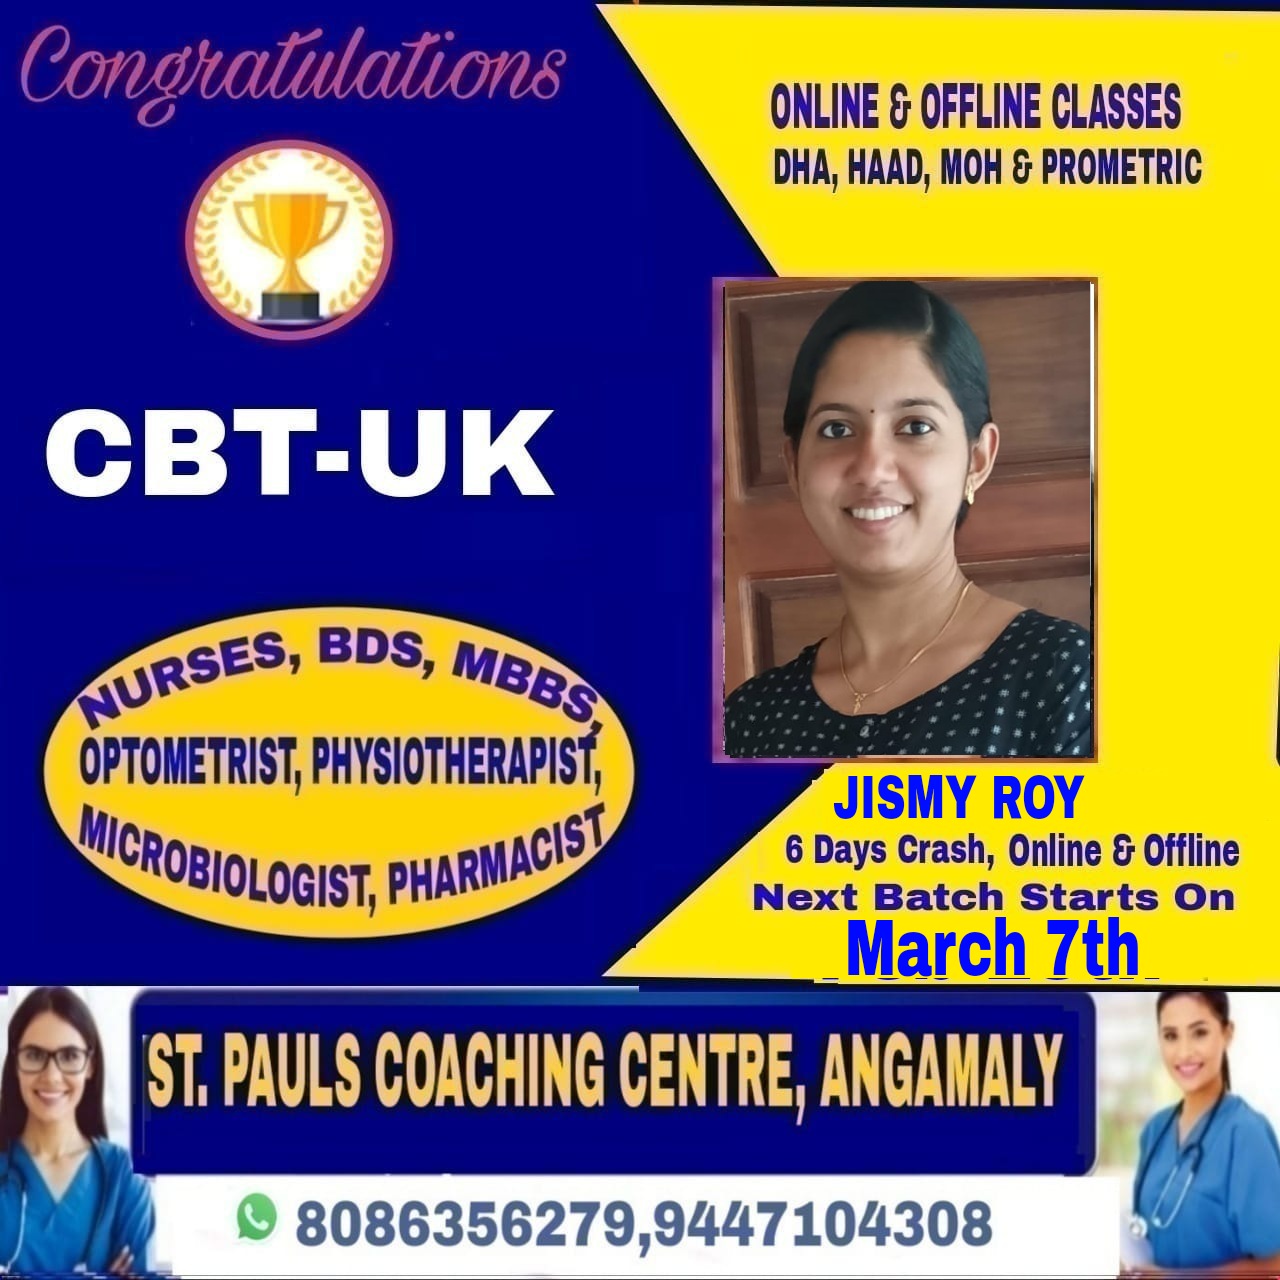 Congratulations
ONLINE & OFFLINE CLASSES
DHA, HAAD, MOH & PROMETRIC
CBT-UK
NURSES, BDS, MBBS,
OPTOMETRIST, PHYSIOTHERAPIST,
MICROBIOLOGIST, PHARMACIST
JISMY ROY
6 Days Crash, Online & Offline
Next Batch Starts On
March 7th
ST. PAULS COACHING CENTRE, ANGAMALY
8086356279,9447104308